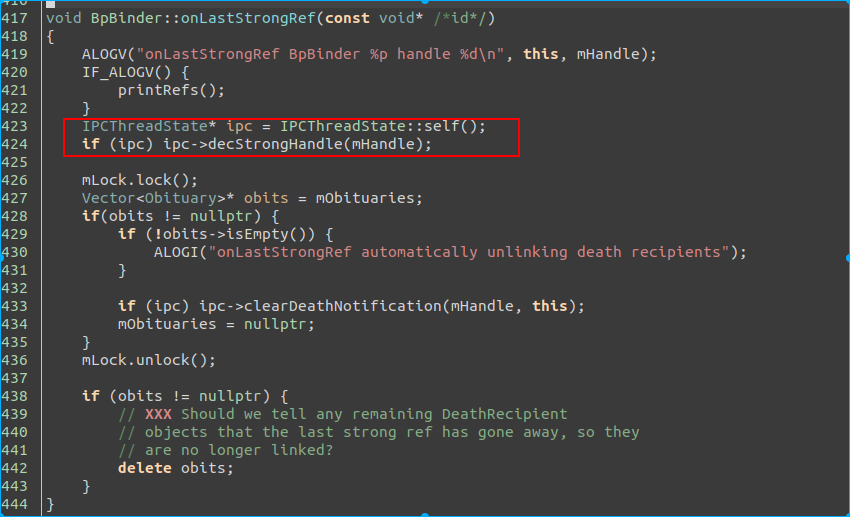 416
417 void BpBinder::onLastStrongRef(const void* /*id*/)
418 {
419     ALOGV("onLastStrongRef BpBinder %p handle %d\n", this, mHandle);
420     IF_ALOGV() {
421         printRefs();
422     }
423     IPCThreadState* ipc = IPCThreadState::self();
424     if (ipc) ipc->decStrongHandle(mHandle);
425
426     mLock.lock();
427     Vector<Obituary>* obits = mObituaries;
428     if(obits != nullptr) {
429         if (!obits->isEmpty()) {
430             ALOGI("onLastStrongRef automatically unlinking death recipients");
431         }
432
433         if (ipc) ipc->clearDeathNotification(mHandle, this);
434         mObituaries = nullptr;
435     }
436     mLock.unlock();
437
438     if (obits != nullptr) {
439         // XXX Should we tell any remaining DeathRecipient
440         // objects that the last strong ref has gone away, so they
441         // are no longer linked?
442         delete obits;
443     }
444 }